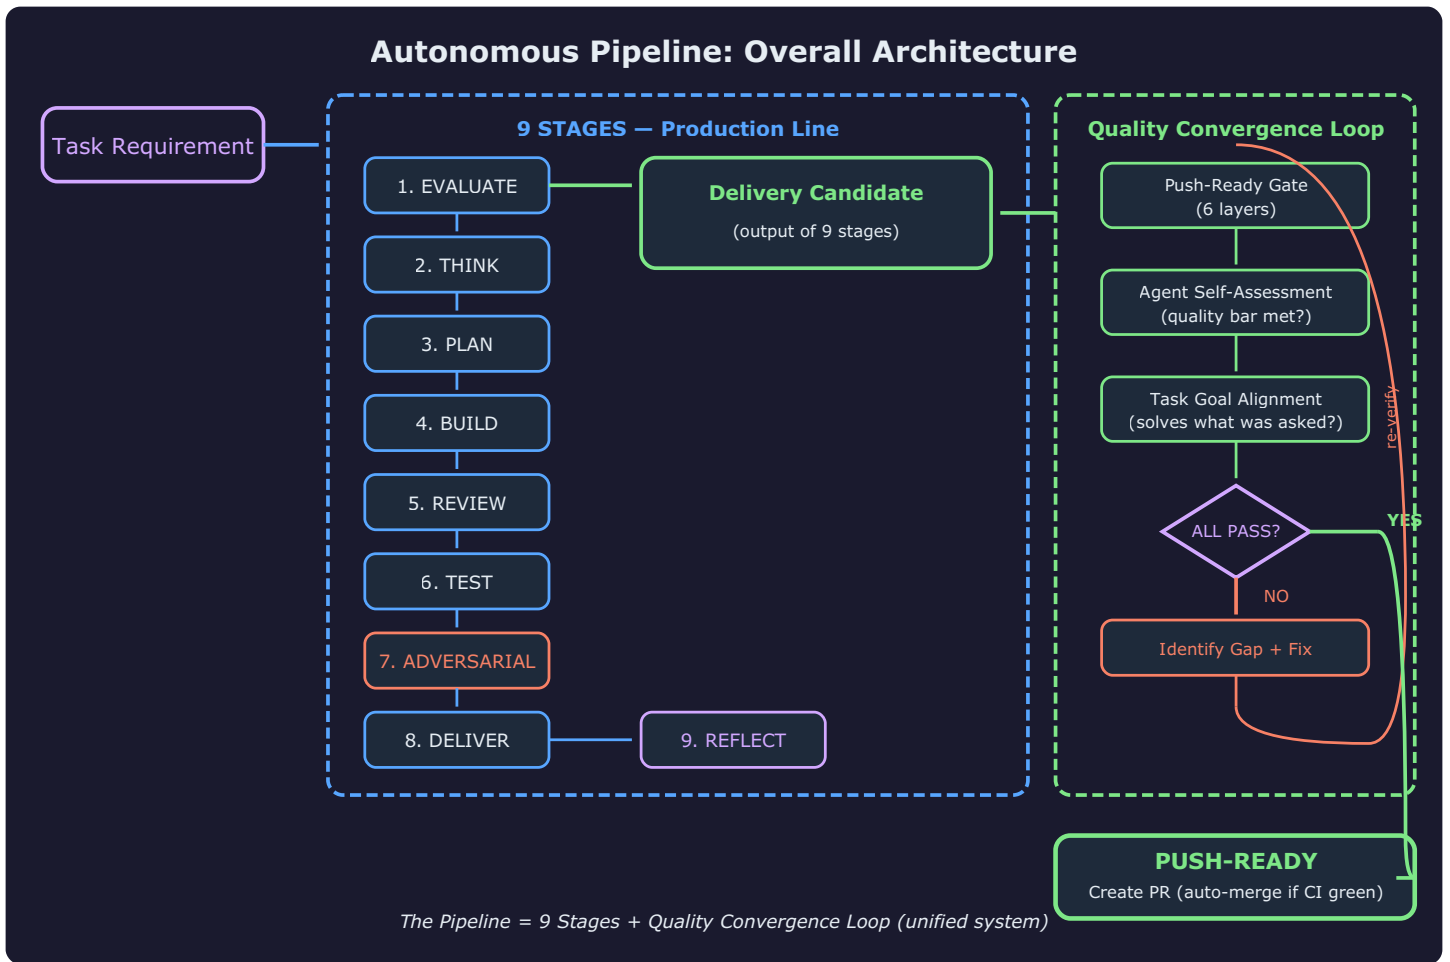 Autonomous Pipeline: Overall Architecture
Task Requirement
9 STAGES — Production Line
1. EVALUATE
2. THINK
3. PLAN
4. BUILD
5. REVIEW
6. TEST
7. ADVERSARIAL
8. DELIVER
9. REFLECT
Delivery Candidate
(output of 9 stages)
Quality Convergence Loop
Push-Ready Gate
(6 layers)
Agent Self-Assessment
(quality bar met?)
Task Goal Alignment
(solves what was asked?)
re-verify
ALL PASS?
YES
NO
Identify Gap + Fix
PUSH-READY
Create PR (auto-merge if CI green)
The Pipeline = 9 Stages + Quality Convergence Loop (unified system)